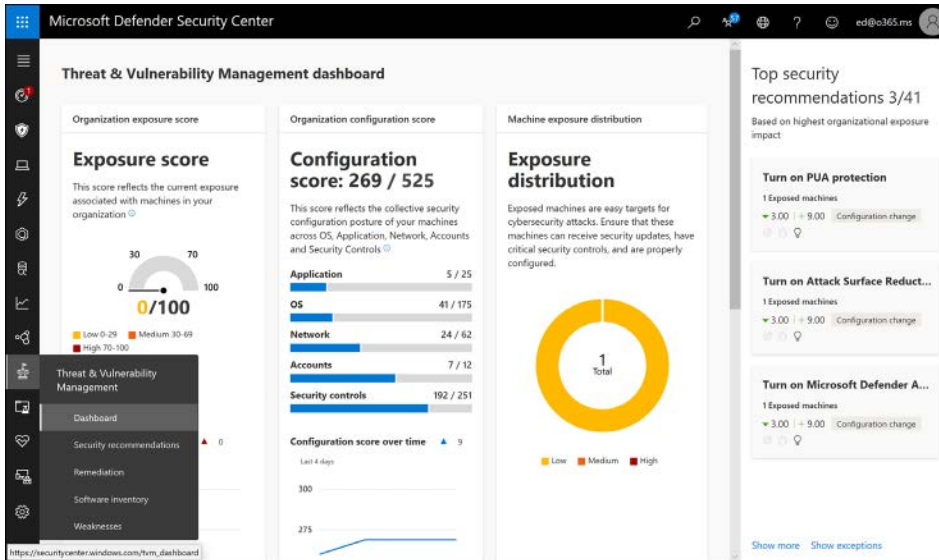 Microsoft Defender Security Center
57
?
ed@o365.ms
1
Threat & Vulnerability Management dashboard
Organization exposure score
Exposure score
This score reflects the current exposure
associated with machines in your
organization
30
70
0
100
0/100
Low 0-29
Medium 30-69
High 70-100
0
Threat & Vulnerability
Management
Dashboard
Security recommendations
Remediation
Software inventory
Weaknesses
https://securitycenter.windows.com/tvm_dashboard
Organization configuration score
Configuration
score: 269 / 525
This score reflects the collective security
configuration posture of your machines
across OS, Application, Network, Accounts
and Security Controls
Application 5 / 25
OS 41 / 175
Network 24 / 62
Accounts 7 / 12
Security controls 192 / 251
Configuration score over time 9
Last 4 days
300
275
Machine exposure distribution
Exposure
distribution
Exposed machines are easy targets for
cybersecurity attacks. Ensure that these
machines can receive security updates, have
critical security controls, and are properly
configured.
1
Total
Low
Medium
High
Top security
recommendations 3/41
Based on highest organizational exposure
impact
Turn on PUA protection
1 Exposed machines
3.00 | + 9.00 Configuration change
Turn on Attack Surface Reduct...
1 Exposed machines
3.00 | + 9.00 Configuration change
Turn on Microsoft Defender A...
1 Exposed machines
3.00 | + 9.00 Configuration change
Show more Show exceptions